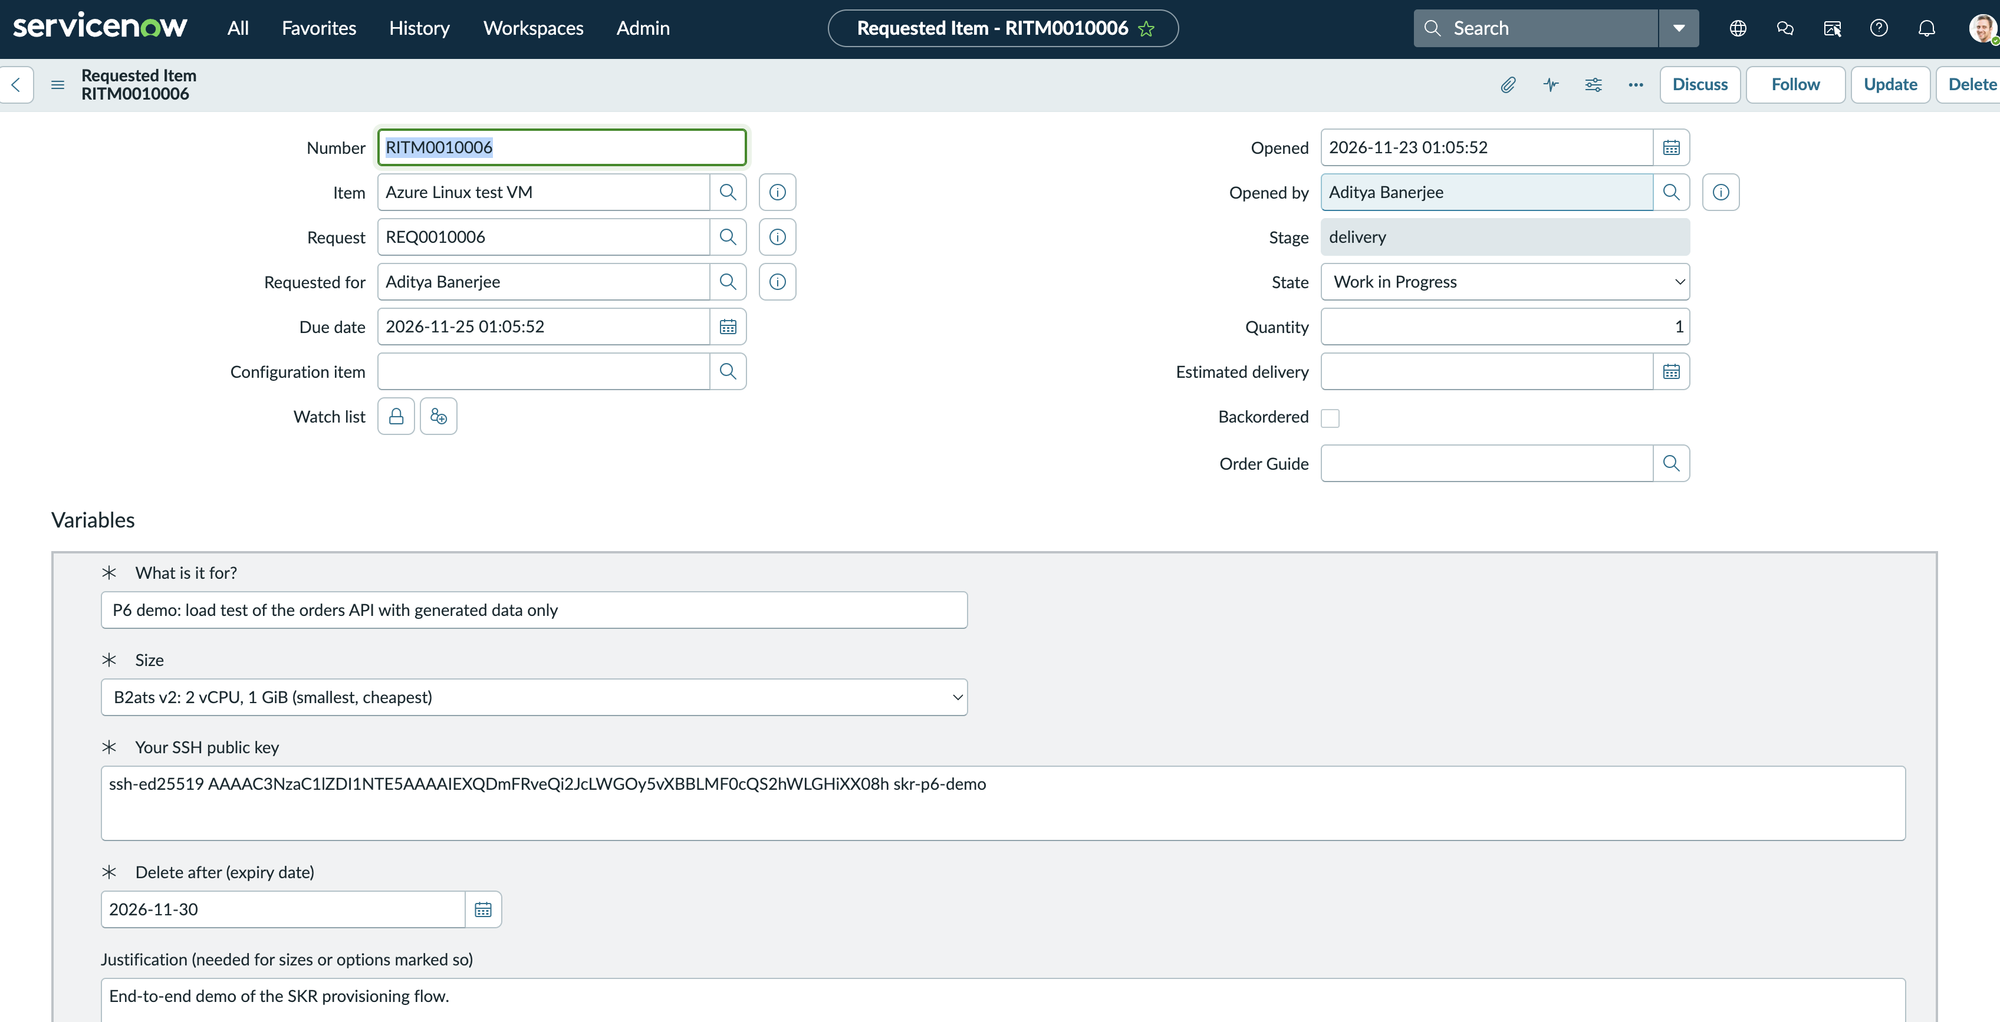 servicenow
All Favorites History Workspaces Admin
Requested Item - RITM0010006
Search
Requested Item
RITM0010006
Discuss Follow Update Delete
Number RITM0010006
Item Azure Linux test VM
Request REQ0010006
Requested for Aditya Banerjee
Due date 2026-11-25 01:05:52
Configuration item
Watch list
Opened 2026-11-23 01:05:52
Opened by Aditya Banerjee
Stage delivery
State Work in Progress
Quantity 1
Estimated delivery
Backordered
Order Guide
Variables
What is it for?
P6 demo: load test of the orders API with generated data only
Size
B2ats v2: 2 vCPU, 1 GiB (smallest, cheapest)
Your SSH public key
ssh-ed25519 AAAAC3NzaC1lZDI1NTE5AAAAIEXQDmFRveQi2JcLWGOy5vXBBLMF0cQS2hWLGHiXX08h skr-p6-demo
Delete after (expiry date)
2026-11-30
Justification (needed for sizes or options marked so)
End-to-end demo of the SKR provisioning flow.